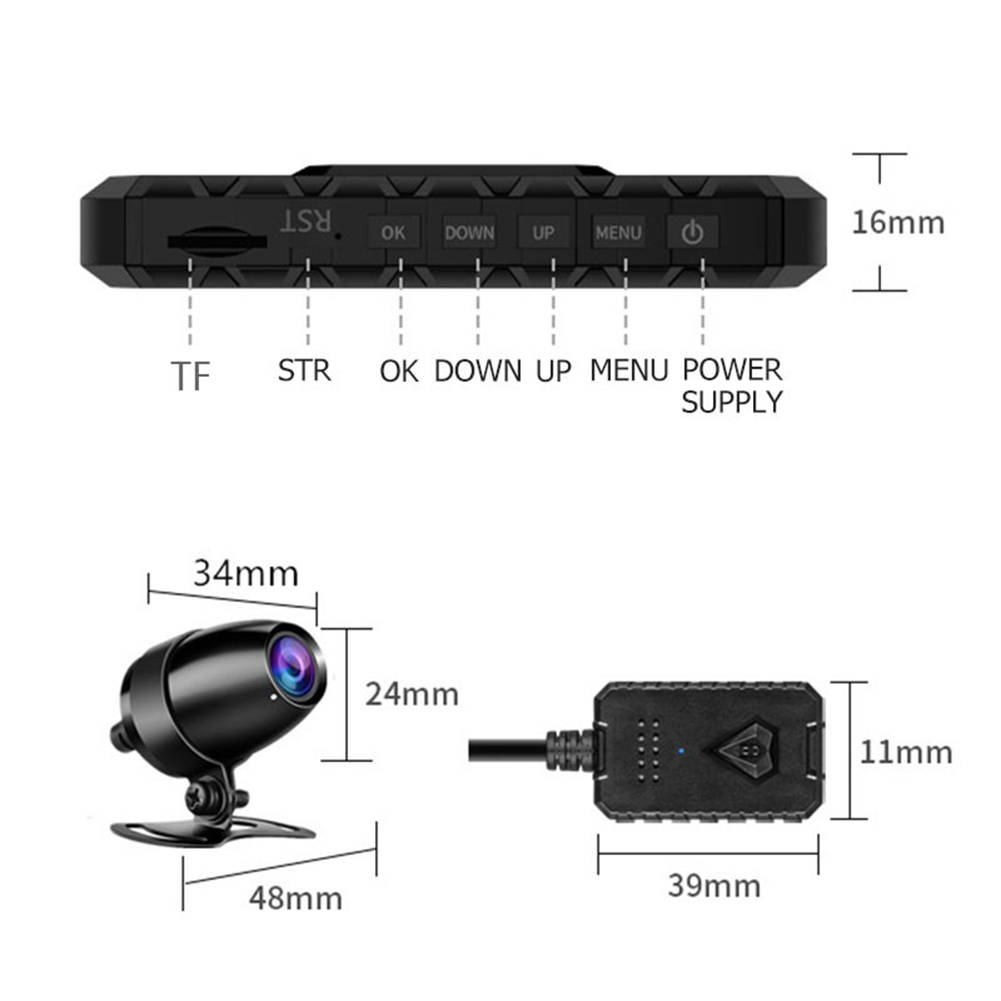 RST
OK
DOWN
UP
MENU
16mm
TF
STR
OK
DOWN
UP
MENU
POWER
SUPPLY
34mm
24mm
48mm
11mm
39mm